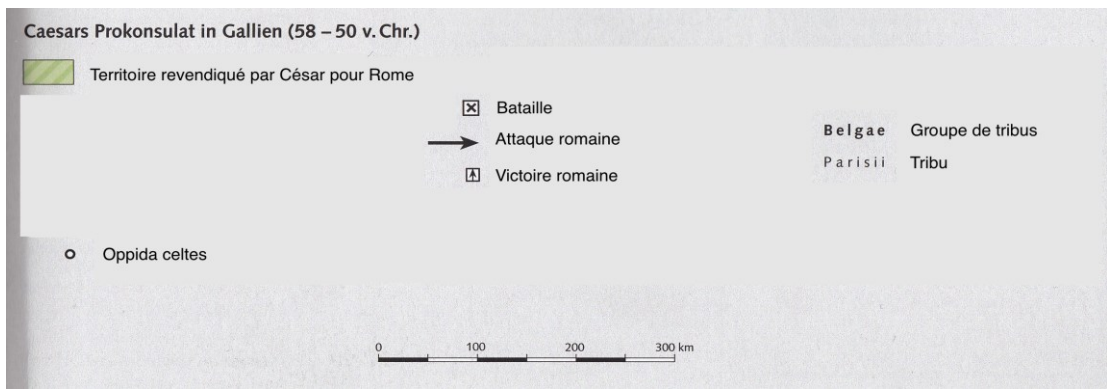 Caesars Prokonsulat in Gallien (58 – 50 v. Chr.)
Territoire revendiqué par César pour Rome
Bataille
Attaque romaine
Victoire romaine
Belgae Groupe de tribus
Parisii Tribu
Oppida celtes
0 100 200 300 km